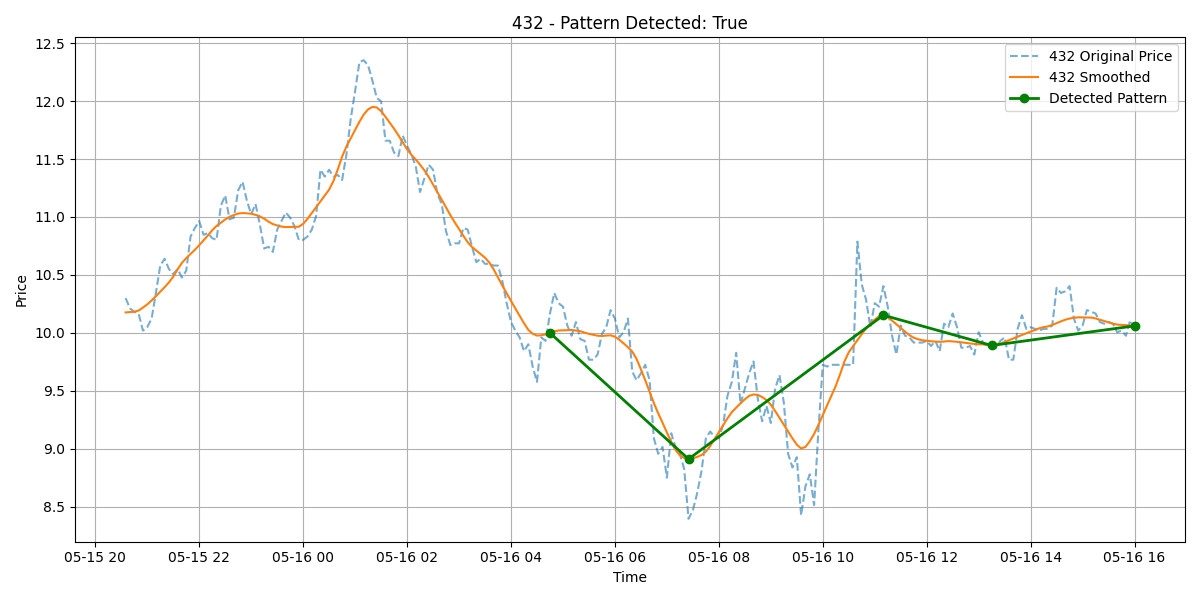 432 - Pattern Detected: True
12.5
12.0
11.5
11.0
10.5
10.0
9.5
9.0
8.5
Price
432 Original Price
432 Smoothed
Detected Pattern
05-15 20 05-15 22 05-16 00 05-16 02 05-16 04 05-16 06 05-16 08 05-16 10 05-16 12 05-16 14 05-16 16
Time